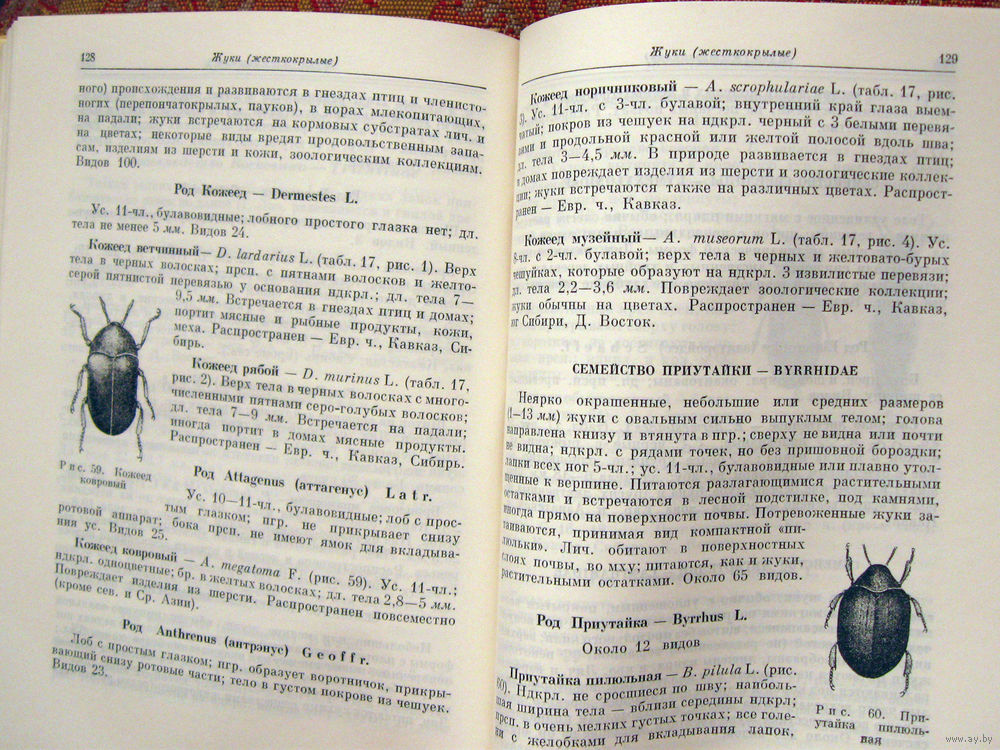 128
Жуки (жесткокрылые)
ного) происхождения и развиваются в гнездах птиц и членисто-
ногих (перепончатокрылых, пауков), в норах млекопитающих,
на падали; жуки встречаются на кормовых субстратах лич. и
на цветах; некоторые виды вредят продовольственным запа-
сам, изделиям из шерсти и кожи, зоологическим коллекциям.
Видов 100.
Род Кожеед — Dermestes L.
Ус. 11-чл., булавовидные; лобного простого глазка нет; дл.
тела не менее 5 мм. Видов 24.
Кожеед ветчинный — D. lardarius L. (табл. 17, рис. 1). Верх
тела в черных волосках; прсп. с пятнами волосков и желто-
серой пятнистой перевязью у основания ндкрл.; дл. тела 7—
9,5 мм. Встречается в гнездах птиц и домах;
портит мясные и рыбные продукты, кожи,
меха. Распространен — Евр. ч., Кавказ, Си-
бирь.
Кожеед рябой — D. murinus L. (табл. 17,
рис. 2). Верх тела в черных волосках с много-
численными пятнами серо-голубых волосков;
дл. тела 7—9 мм. Встречается на падали;
иногда портит в домах мясные продукты.
Распространен — Евр. ч., Кавказ, Сибирь.
Рис. 59. Кожеед
ковровый
Род Attagenus (аттагенус) Latr.
Ус. 10—11-чл., булавовидные; лоб с прос-
тым глазком; пгр. не прикрывает снизу
ротовой аппарат; бока прсп. не имеют ямок для вкладыва-
ния ус. Видов 25.
Кожеед ковровый — A. megatoma F. (рис. 59). Ус. 11-чл.;
ндкрл. одноцветные; бр. в желтых волосках; дл. тела 2,8—5 мм.
Повреждает изделия из шерсти. Распространен повсеместно
(кроме сев. и Ср. Азии).
Род Anthrenus (антрэнус) Geoffr.
Лоб с простым глазком; пгр. образует воротничок, прикры-
вающий снизу ротовые части; тело в густом покрове из чешуек.
Видов 23.
Жуки (жесткокрылые)
129
Кожеед норичниковый — A. scrophulariae L. (табл. 17, рис.
3). Ус. 11-чл. с 3-чл. булавой; внутренний край глаза выем-
чатый; покров из чешуек на ндкрл. черный с 3 белыми перевя-
зями и продольной красной или желтой полосой вдоль шва;
дл. тела 3—4,5 мм. В природе развивается в гнездах птиц;
в домах повреждает изделия из шерсти и зоологические коллек-
ции; жуки встречаются также на различных цветах. Распрост-
ранен — Евр. ч., Кавказ.
Кожеед музейный— A. museorum L. (табл. 17, рис. 4). Ус.
8-чл. с 2-чл. булавой; верх тела в черных и желтовато-бурых
чешуйках, которые образуют на ндкрл. 3 извилистые перевязи;
дл. тела 2,2—3,6 мм. Повреждает зоологические коллекции;
жуки обычны на цветах. Распространен — Евр. ч., Кавказ,
юг Сибири, Д. Восток.
СЕМЕЙСТВО ПРИУТАЙКИ — BYRRHIDAE
Неярко окрашенные, небольшие или средних размеров
(1—13 мм) жуки с овальным сильно выпуклым телом; голова
направлена книзу и втянута в пгр.; сверху не видна или почти
не видна; ндкрл. с рядами точек, но без пришовной бороздки;
лапки всех ног 5-чл.; ус. 11-чл., булавовидные или плавно утол-
щенные к вершине. Питаются разлагающимися растительными
остатками и встречаются в лесной подстилке, под камнями,
иногда прямо на поверхности почвы. Потревоженные жуки за-
таиваются, принимая вид компактной «пи-
люльки». Лич. обитают в поверхностных
слоях почвы, во мху; питаются, как и жуки,
растительными остатками. Около 65 видов.
Род Приутайка — Byrrhus L.
Около 12 видов
Приутайка пилюльная — B. pilula L. (рис.
60). Ндкрл. не сросшиеся по шву; наиболь-
шая ширина тела — вблизи середины ндкрл;
прсп. в очень мелких густых точках; все голе-
ни с желобками для вкладывания лапок,
Рис. 60. При-
утайка пилюль-
ная
www.ay.by